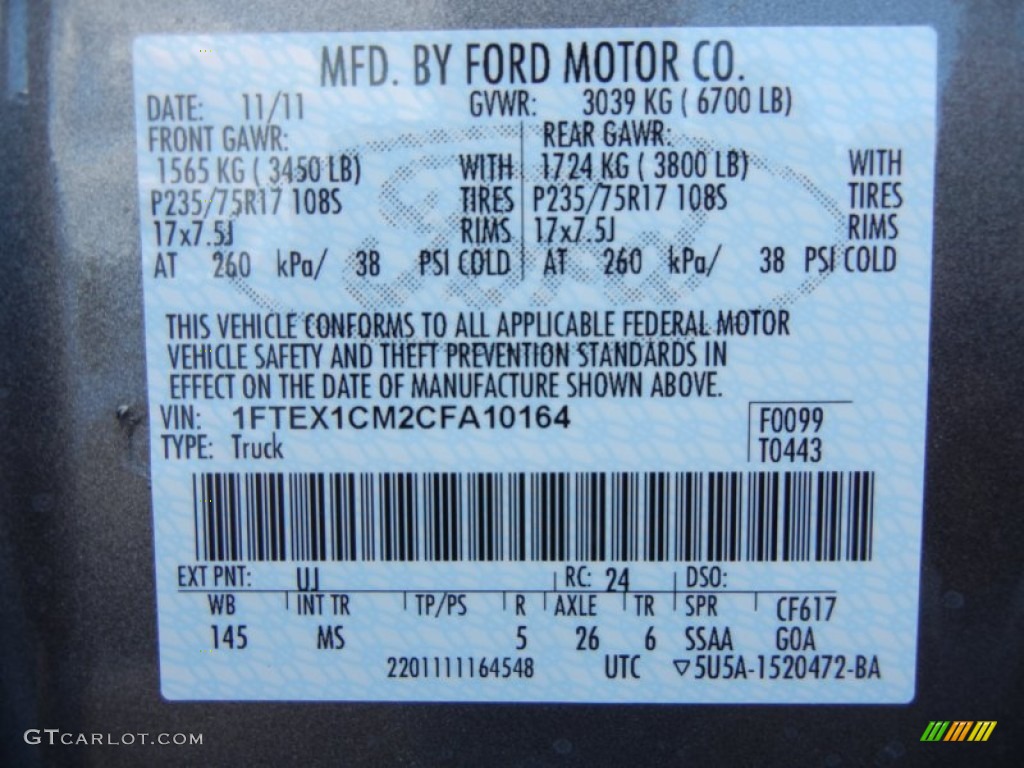 MFD. BY FORD MOTOR CO.
DATE: 11/11 GVWR: 3039 KG ( 6700 LB)
FRONT GAWR: REAR GAWR:
1565 KG ( 3450 LB) WITH 1724 KG ( 3800 LB) WITH
P235/75R17 108S TIRES P235/75R17 108S TIRES
17x7.5J RIMS 17x7.5J RIMS
AT 260 kPa/ 38 PSI COLD AT 260 kPa/ 38 PSI COLD
THIS VEHICLE CONFORMS TO ALL APPLICABLE FEDERAL MOTOR
VEHICLE SAFETY AND THEFT PREVENTION STANDARDS IN
EFFECT ON THE DATE OF MANUFACTURE SHOWN ABOVE.
VIN: 1FTEX1CM2CFA10164 F0099
TYPE: Truck T0443
EXT PNT: UJ RC: 24 DSO:
WB INT TR TP/PS R AXLE TR SPR CF617
145 MS 5 26 6 SSAA GOA
2201111164548 UTC ▽5U5A-1520472-BA
GTCARLOT.COM